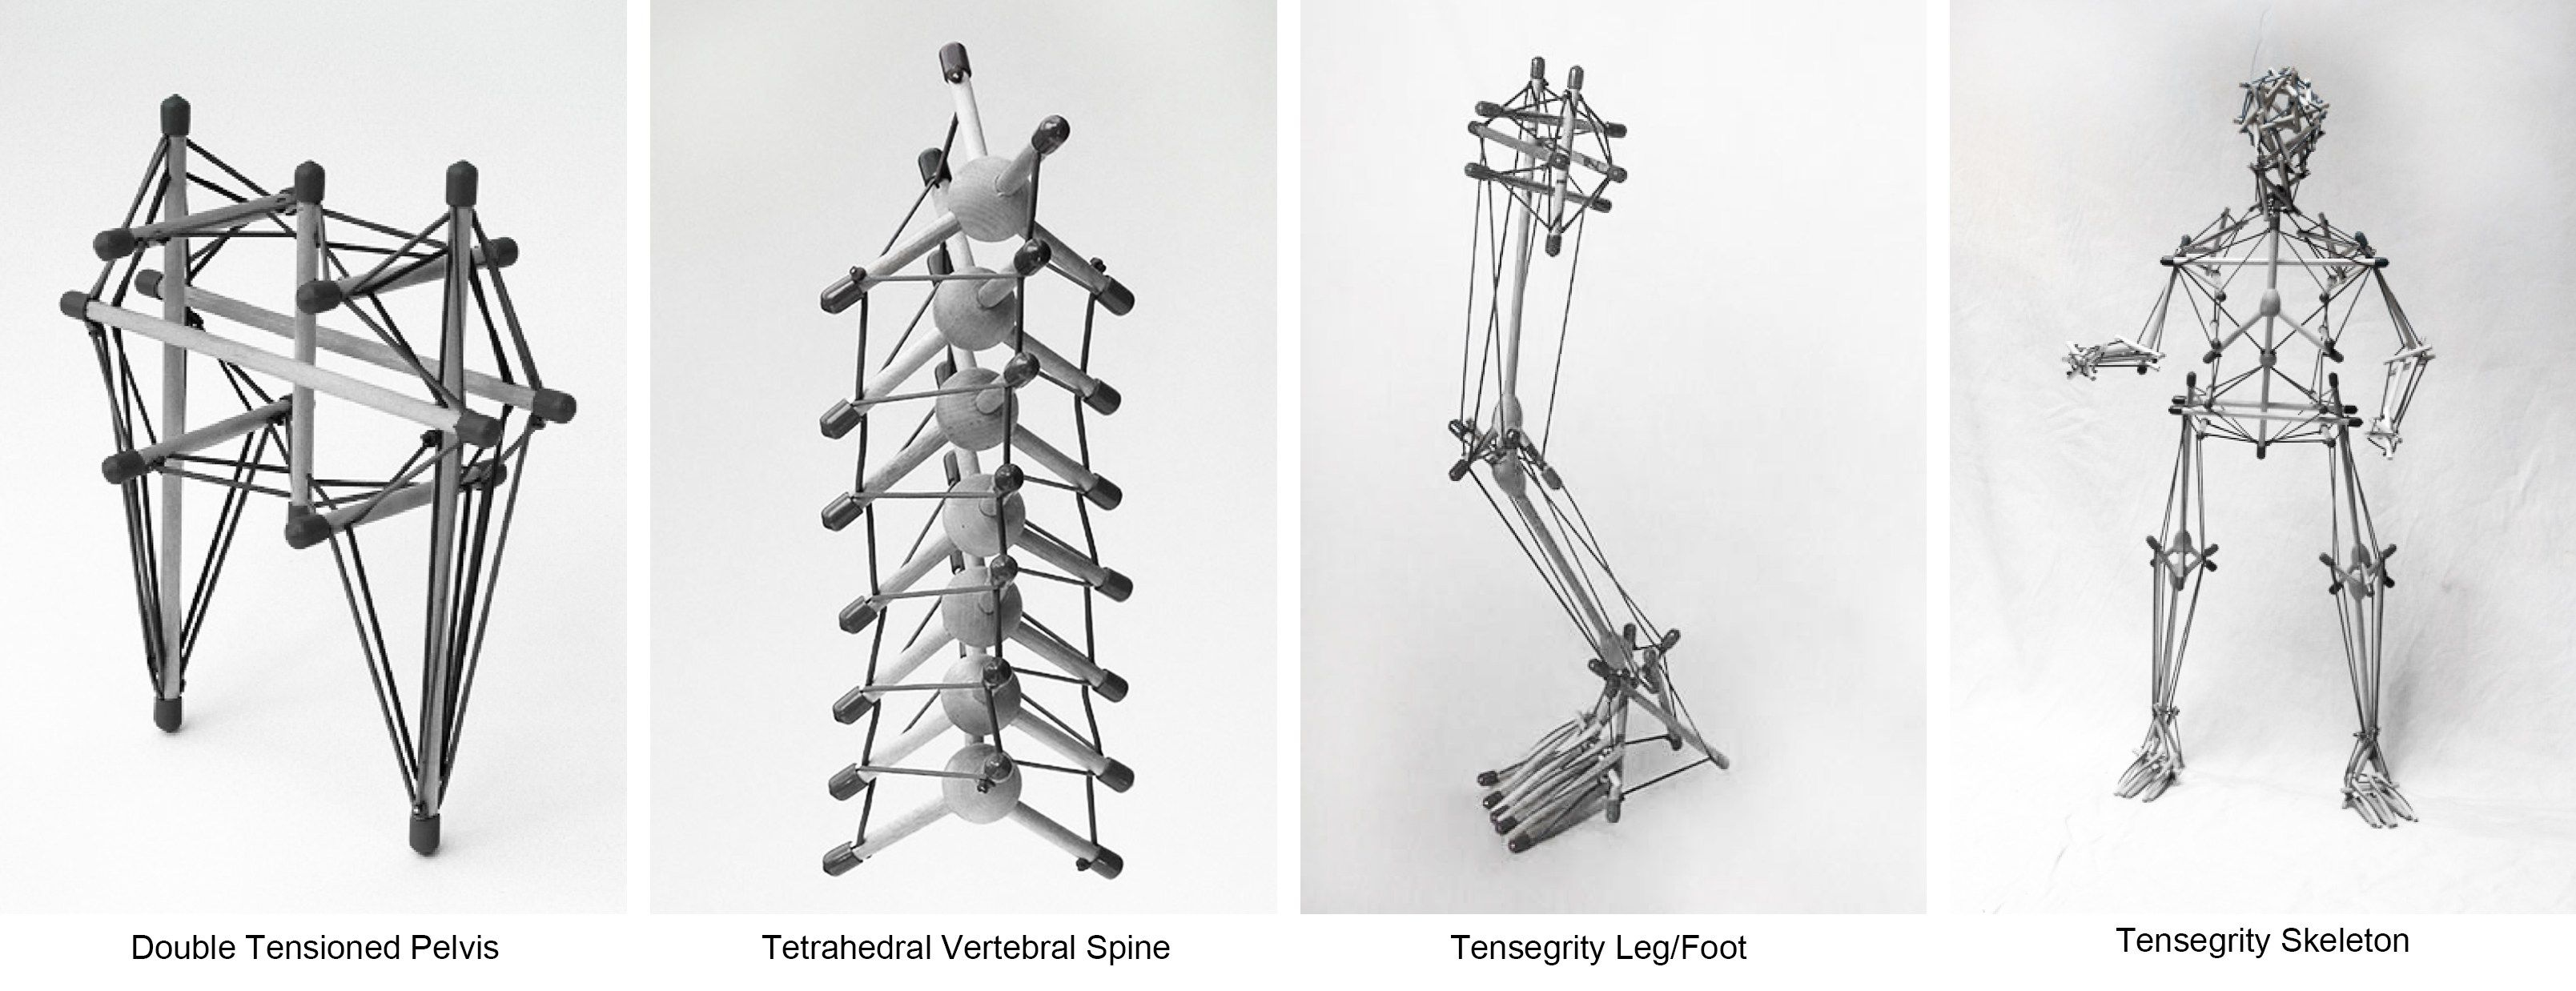 Double Tensioned Pelvis
Tetrahedral Vertebral Spine
Tensegrity Leg/Foot
Tensegrity Skeleton